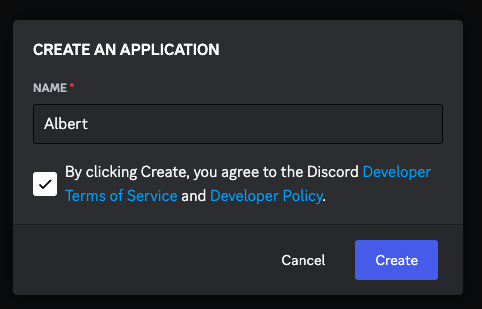 CREATE AN APPLICATION
NAME *
Albert
By clicking Create, you agree to the Discord Developer
Terms of Service and Developer Policy.
Cancel
Create